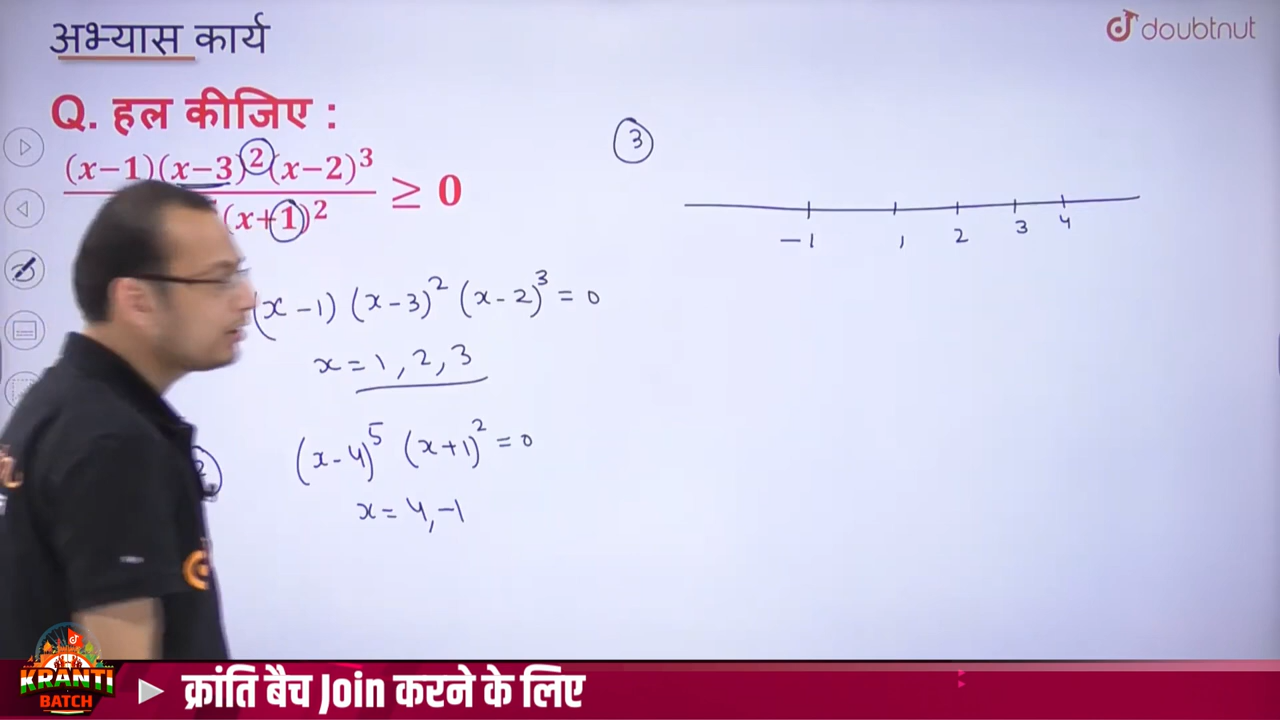 अभ्यास कार्य
doubtnut
Q. हल कीजिए :
(x−1)(x−3)²(x−2)³
(x+1)²
≥ 0
(x-1) (x-3)² (x-2)³ = 0
x = 1, 2, 3
2
(x-4)⁵ (x+1)² = 0
x = 4, -1
3
-1 1 2 3 4
KRANTI
BATCH
क्रांति बैच Join करने के लिए